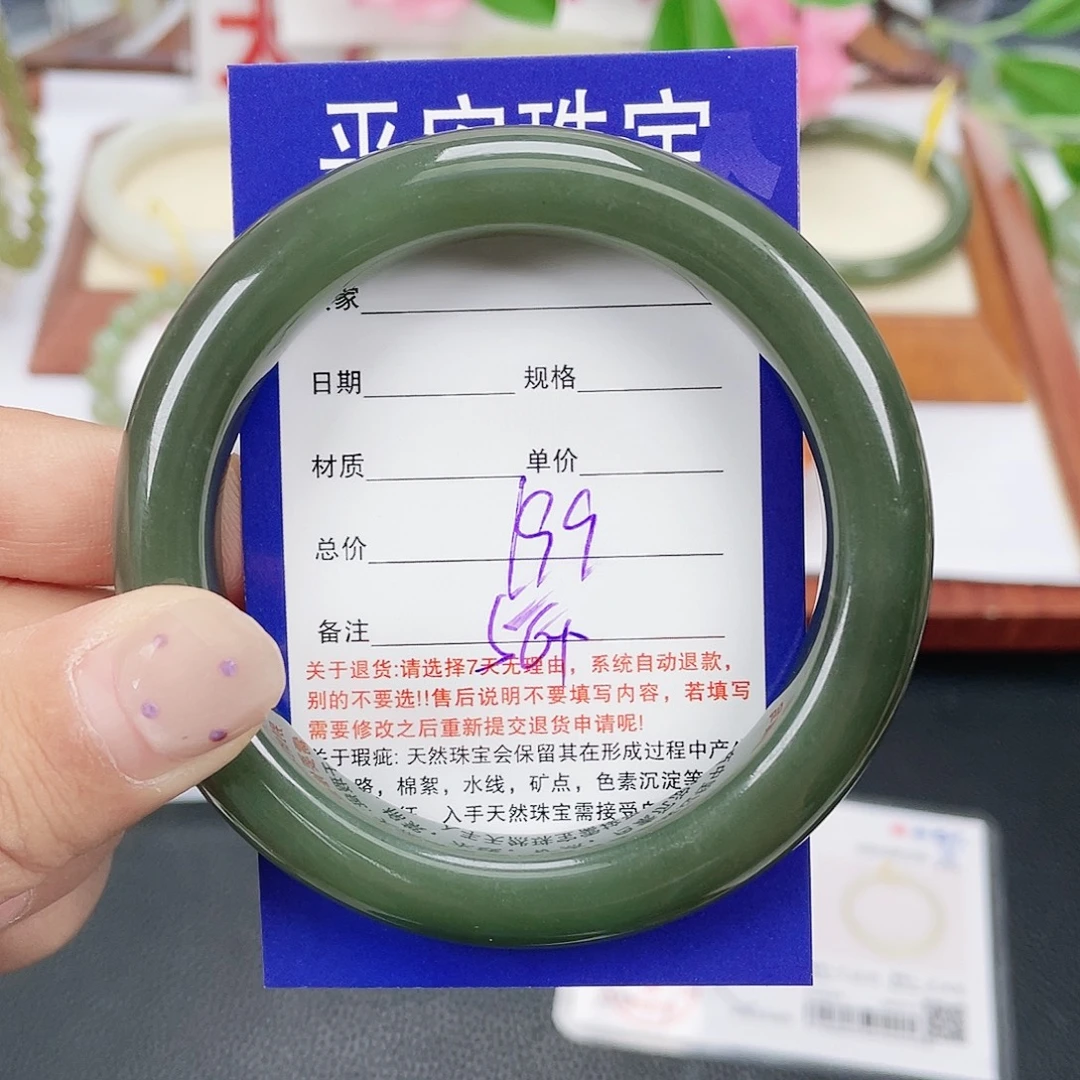 平安珠宝
家
日期 规格
材质 单价
199
总价
备注
关于退货:请选择7天无理由，系统自动退款，
别的不要选!!售后说明不要填写内容，若填写
需要修改之后重新提交退货申请呢!
关于瑕疵: 天然珠宝会保留其在形成过程中产
路，棉絮，水线，矿点，色素沉淀等
入手天然珠宝需接受